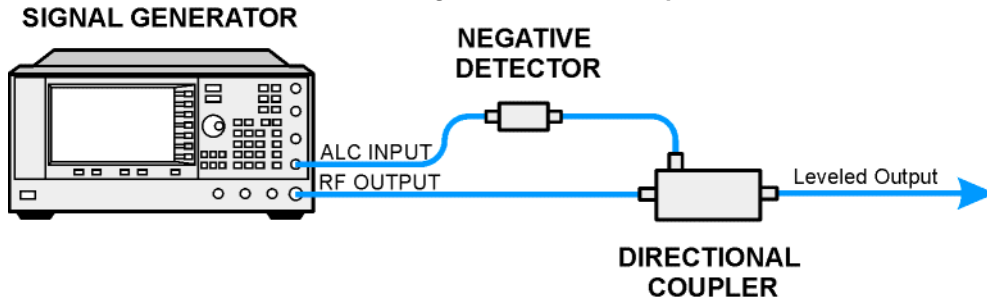 SIGNAL GENERATOR
NEGATIVE
DETECTOR
ALC INPUT
RF OUTPUT
Leveled Output
DIRECTIONAL
COUPLER